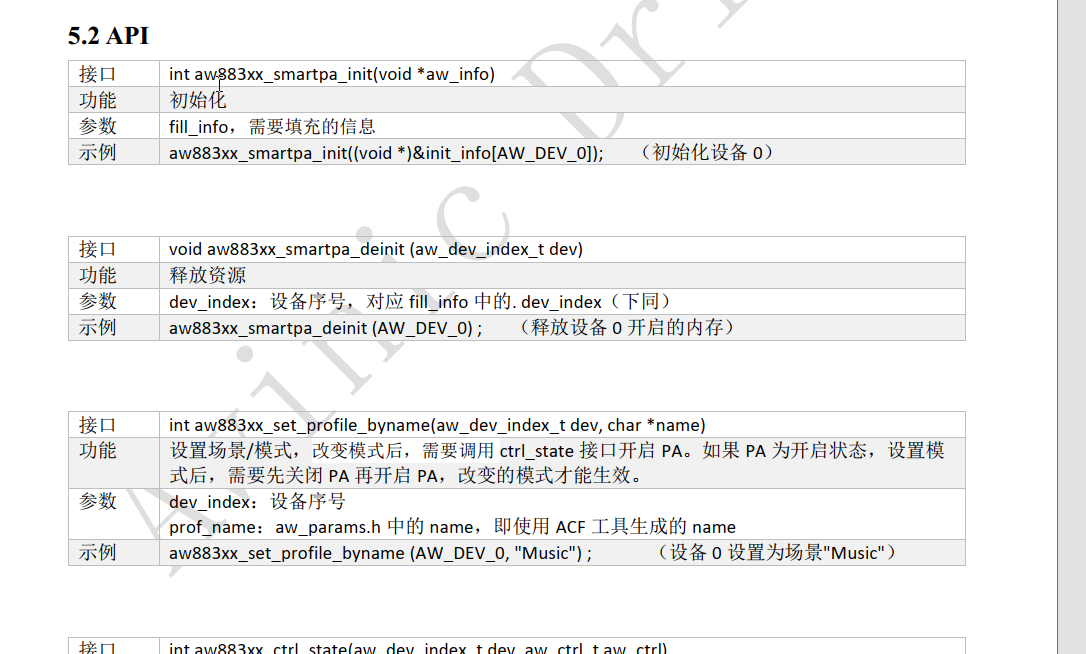 5.2 API
接口 int aw883xx_smartpa_init(void *aw_info)
功能 初始化
参数 fill_info，需要填充的信息
示例 aw883xx_smartpa_init((void *)&init_info[AW_DEV_0]); （初始化设备 0）
接口 void aw883xx_smartpa_deinit (aw_dev_index_t dev)
功能 释放资源
参数 dev_index：设备序号，对应 fill_info 中的. dev_index（下同）
示例 aw883xx_smartpa_deinit (AW_DEV_0) ; （释放设备 0 开启的内存）
接口 int aw883xx_set_profile_byname(aw_dev_index_t dev, char *name)
功能 设置场景/模式，改变模式后，需要调用 ctrl_state 接口开启 PA。如果 PA 为开启状态，设置模
式后，需要先关闭 PA 再开启 PA，改变的模式才能生效。
参数 dev_index：设备序号
prof_name：aw_params.h 中的 name，即使用 ACF 工具生成的 name
示例 aw883xx_set_profile_byname (AW_DEV_0, "Music") ; （设备 0 设置为场景"Music"）
接口 int aw883xx_ctrl_state(aw_dev_index_t dev, aw_ctrl_t aw_ctrl)
Awinic Dri